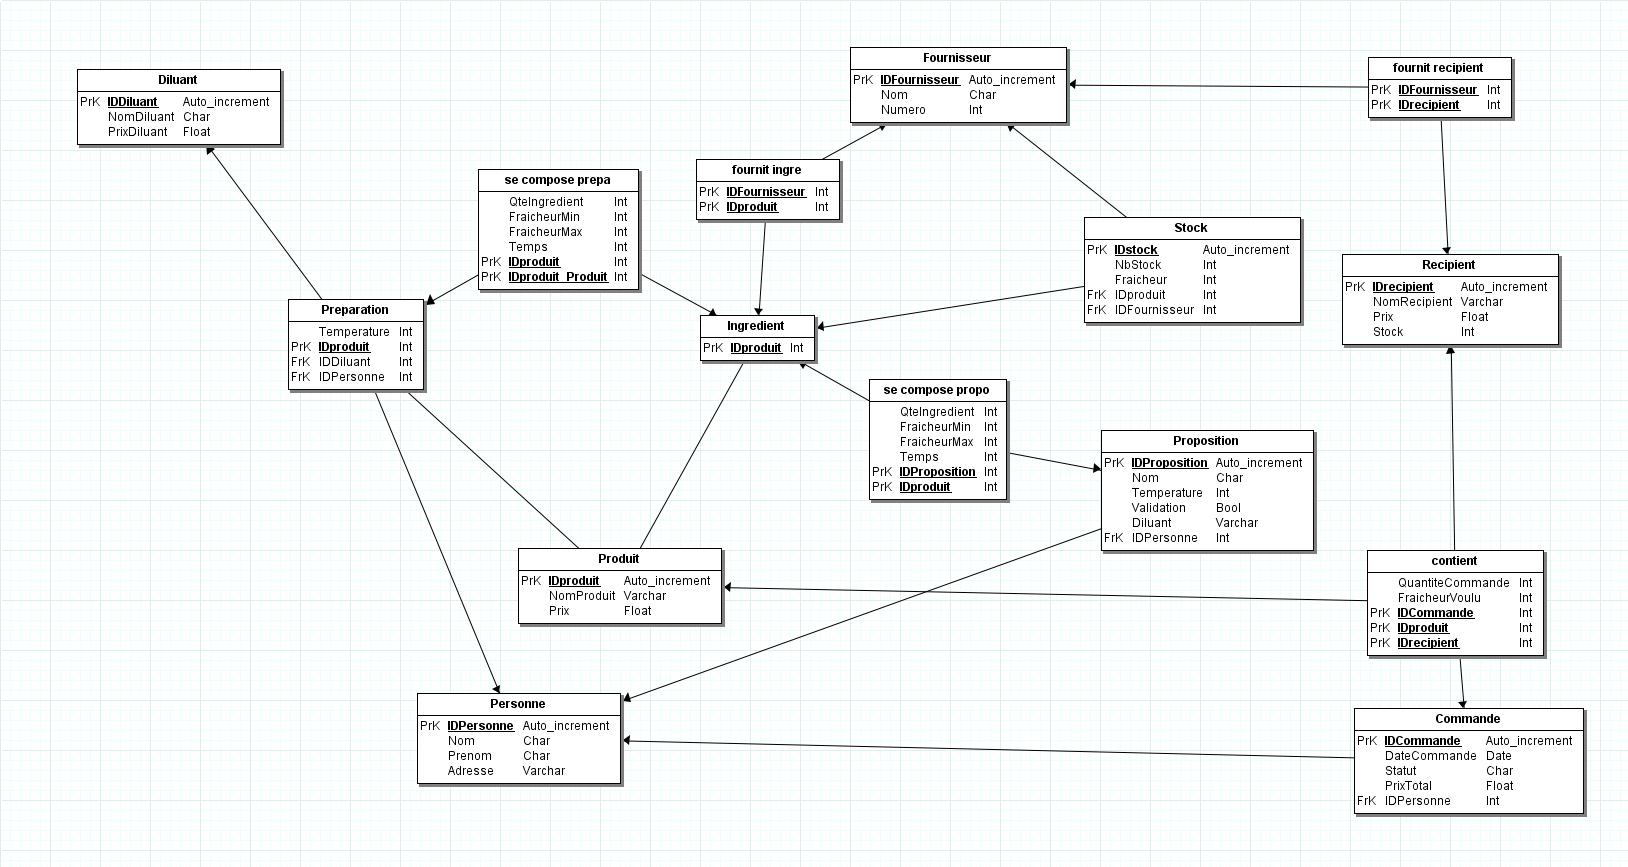 Diluant
PrK IDDiluant Auto_increment
NomDiluant Char
PrixDiluant Float
Fournisseur
PrK IDFournisseur Auto_increment
Nom Char
Numero Int
fournit recipient
PrK IDFournisseur Int
PrK IDrecipient Int
se compose prepa
QteIngredient Int
FraicheurMin Int
FraicheurMax Int
Temps Int
PrK IDproduit Int
PrK IDproduit_Produit Int
fournit ingre
PrK IDFournisseur Int
PrK IDproduit Int
Stock
PrK IDstock Auto_increment
NbStock Int
Fraicheur Int
FrK IDproduit Int
FrK IDFournisseur Int
Recipient
PrK IDrecipient Auto_increment
NomRecipient Varchar
Prix Float
Stock Int
Preparation
Temperature Int
PrK IDproduit Int
FrK IDDiluant Int
FrK IDPersonne Int
Ingredient
PrK IDproduit Int
se compose propo
QteIngredient Int
FraicheurMin Int
FraicheurMax Int
Temps Int
PrK IDProposition Int
PrK IDproduit Int
Proposition
PrK IDProposition Auto_increment
Nom Char
Temperature Int
Validation Bool
Diluant Varchar
FrK IDPersonne Int
Produit
PrK IDproduit Auto_increment
NomProduit Varchar
Prix Float
contient
QuantiteCommande Int
FraicheurVoulu Int
PrK IDCommande Int
PrK IDproduit Int
PrK IDrecipient Int
Personne
PrK IDPersonne Auto_increment
Nom Char
Prenom Char
Adresse Varchar
Commande
PrK IDCommande Auto_increment
DateCommande Date
Statut Char
PrixTotal Float
FrK IDPersonne Int